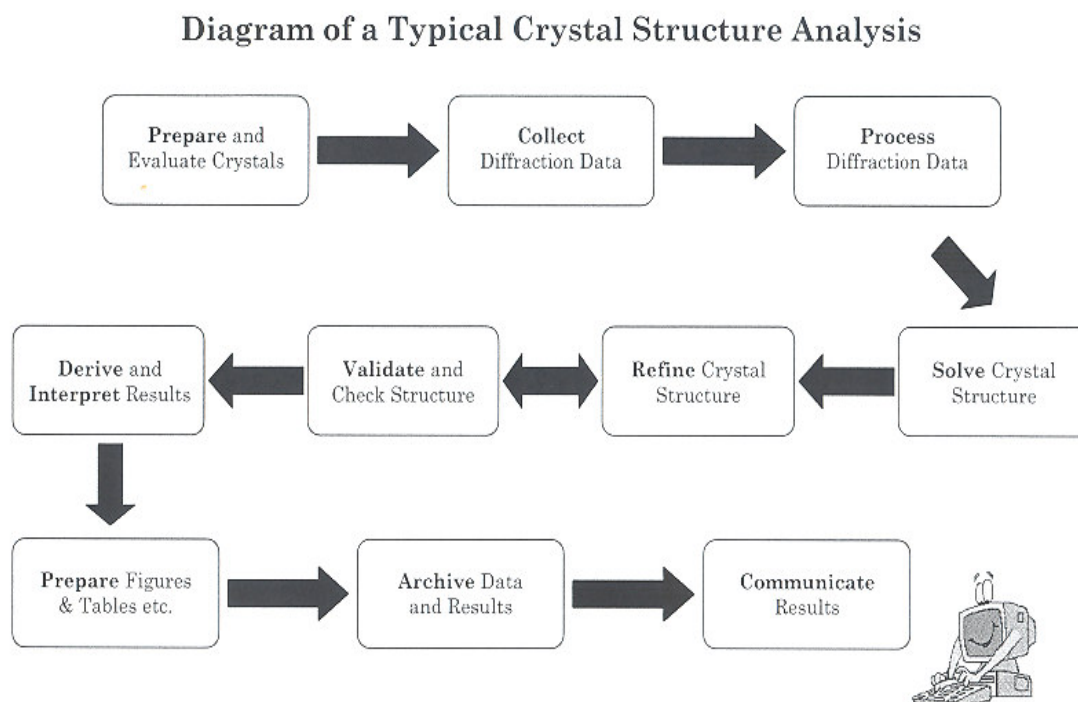 Diagram of a Typical Crystal Structure Analysis
Prepare and
Evaluate Crystals
Collect
Diffraction Data
Process
Diffraction Data
Derive and
Interpret Results
Validate and
Check Structure
Refine Crystal
Structure
Solve Crystal
Structure
Prepare Figures
& Tables etc.
Archive Data
and Results
Communicate
Results